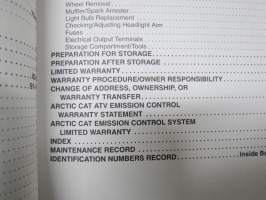 Wheel Removal
Muffler/Spark Arrester
Light Bulb Replacement
Checking/Adjusting Headlight Aim
Fuses
Electrical Output Terminals
Storage Compartment/Tools
PREPARATION FOR STORAGE
PREPARATION AFTER STORAGE
LIMITED WARRANTY
WARRANTY PROCEDURE/OWNER RESPONSIBILITY
CHANGE OF ADDRESS, OWNERSHIP, OR
WARRANTY TRANSFER
ARCTIC CAT ATV EMISSION CONTROL
WARRANTY STATEMENT
ARCTIC CAT EMISSION CONTROL SYSTEM
LIMITED WARRANTY
INDEX
MAINTENANCE RECORD
IDENTIFICATION NUMBERS RECORD Inside